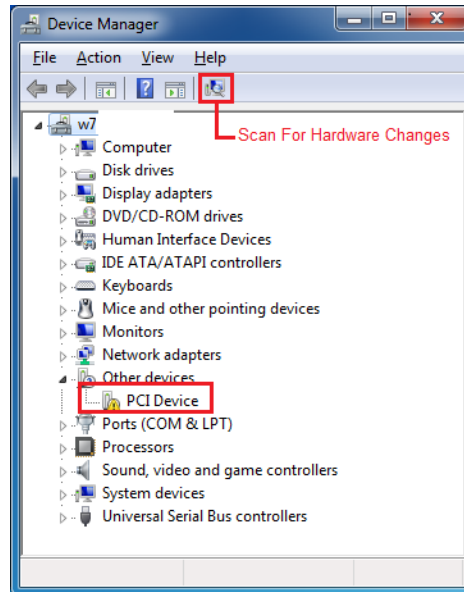 Device Manager
File Action View Help
Scan For Hardware Changes
w7
Computer
Disk drives
Display adapters
DVD/CD-ROM drives
Human Interface Devices
IDE ATA/ATAPI controllers
Keyboards
Mice and other pointing devices
Monitors
Network adapters
Other devices
PCI Device
Ports (COM & LPT)
Processors
Sound, video and game controllers
System devices
Universal Serial Bus controllers